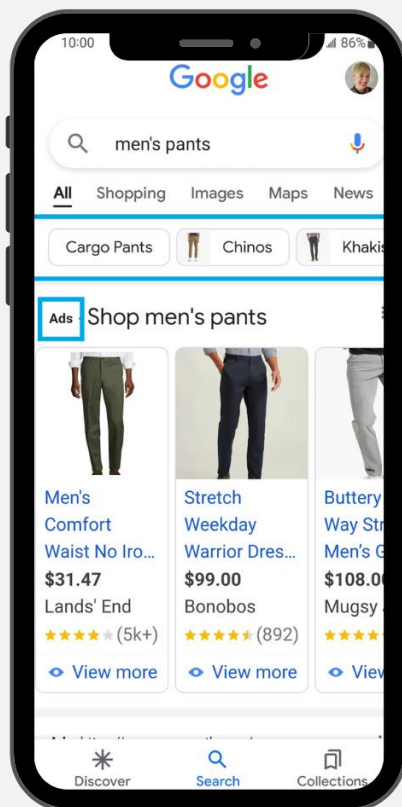 10:00
86%
Google
men's pants
All Shopping Images Maps News
Cargo Pants Chinos Khakis
Ads · Shop men's pants
Men's
Comfort
Waist No Iro...
$31.47
Lands' End
(5k+)
View more
Stretch
Weekday
Warrior Dres...
$99.00
Bonobos
(892)
View more
Buttery
Way Str
Men's G
$108.0
Mugsy
View
Discover Search Collections